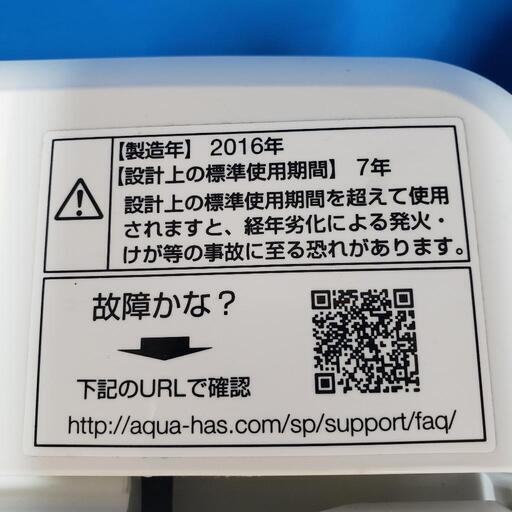 【製造年】 2016年
【設計上の標準使用期間】 7年
設計上の標準使用期間を超えて使用
されますと、経年劣化による発火・
けが等の事故に至る恐れがあります。
故障かな？
下記のURLで確認
http://aqua-has.com/sp/support/faq/